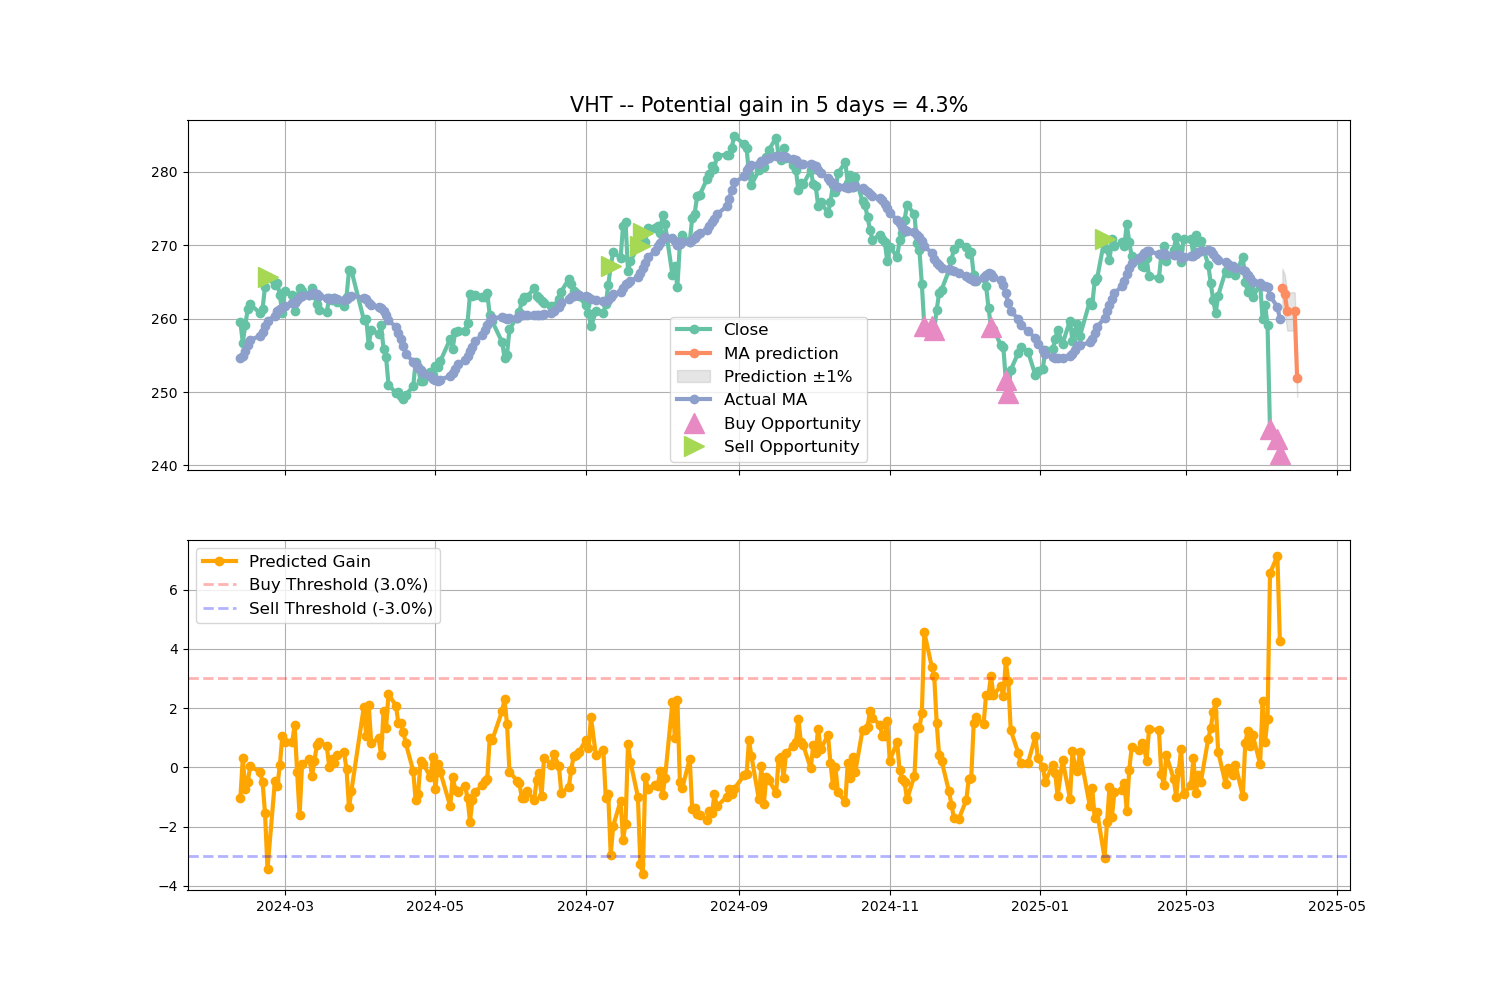 VHT -- Potential gain in 5 days = 4.3%
280
270
260
250
240
Close
MA prediction
Prediction ±1%
Actual MA
Buy Opportunity
Sell Opportunity
Predicted Gain
Buy Threshold (3.0%)
Sell Threshold (-3.0%)
6
4
2
0
−2
−4
2024-03 2024-05 2024-07 2024-09 2024-11 2025-01 2025-03 2025-05